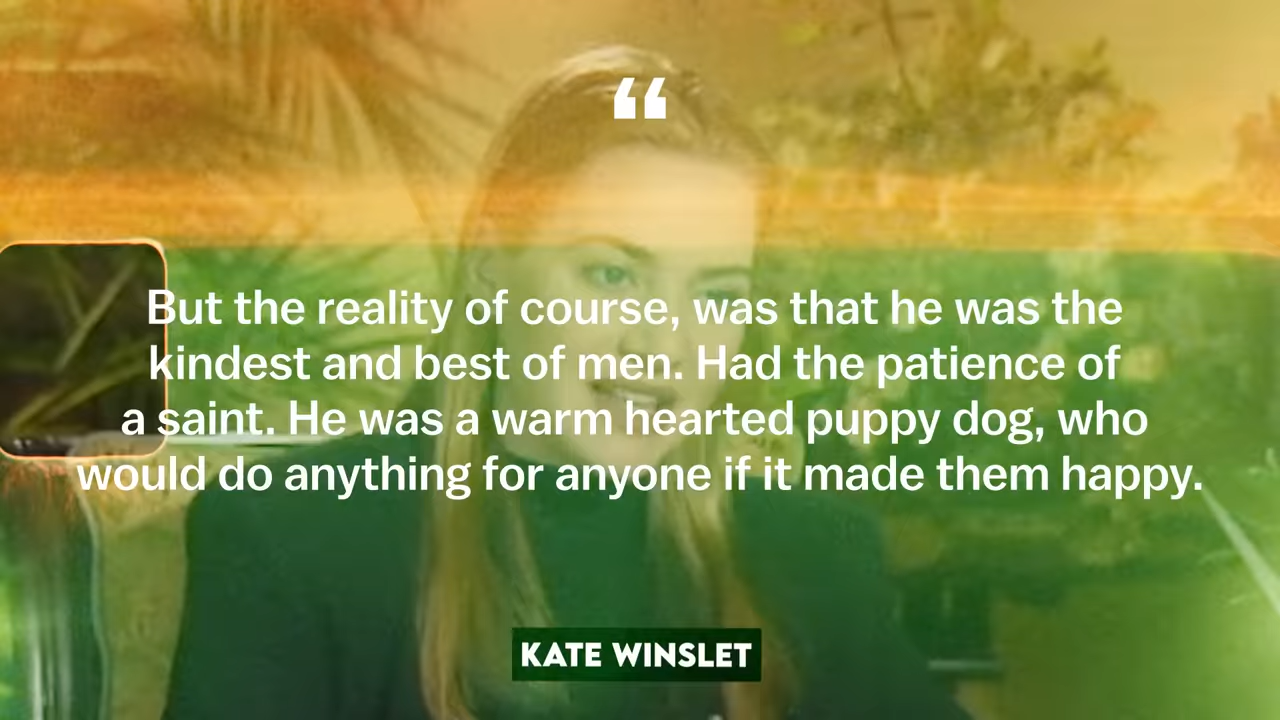 “
But the reality of course, was that he was the
kindest and best of men. Had the patience of
a saint. He was a warm hearted puppy dog, who
would do anything for anyone if it made them happy.
KATE WINSLET